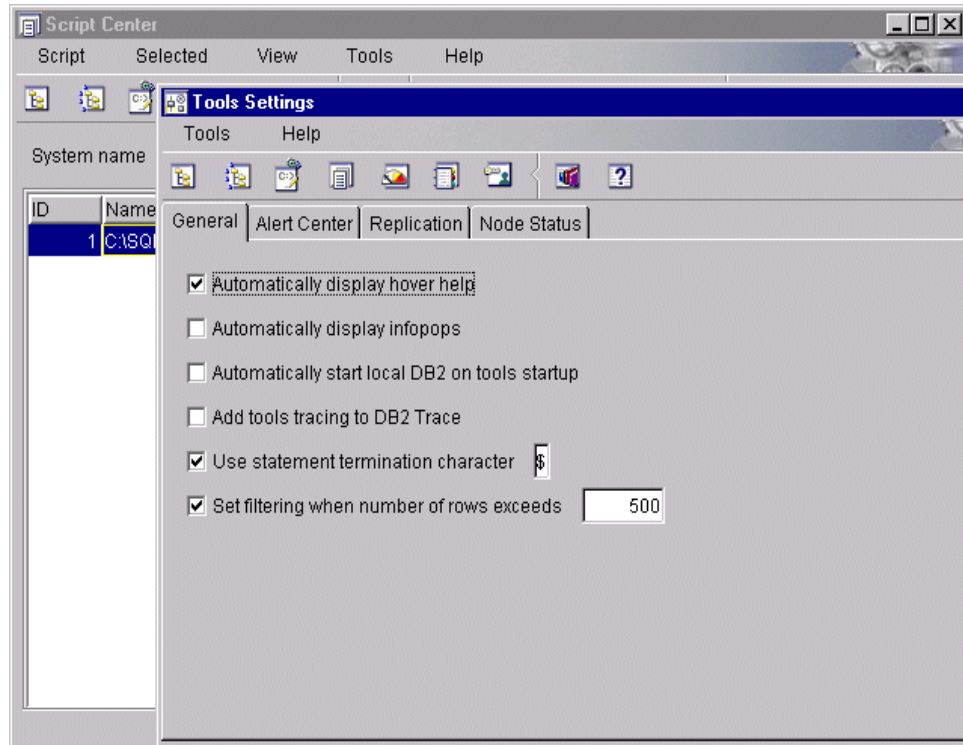 Script Center
Script Selected View Tools Help
System name
ID Name
1 C:\SQL
Tools Settings
Tools Help
General Alert Center Replication Node Status
Automatically display hover help
Automatically display infopops
Automatically start local DB2 on tools startup
Add tools tracing to DB2 Trace
Use statement termination character $
Set filtering when number of rows exceeds 500